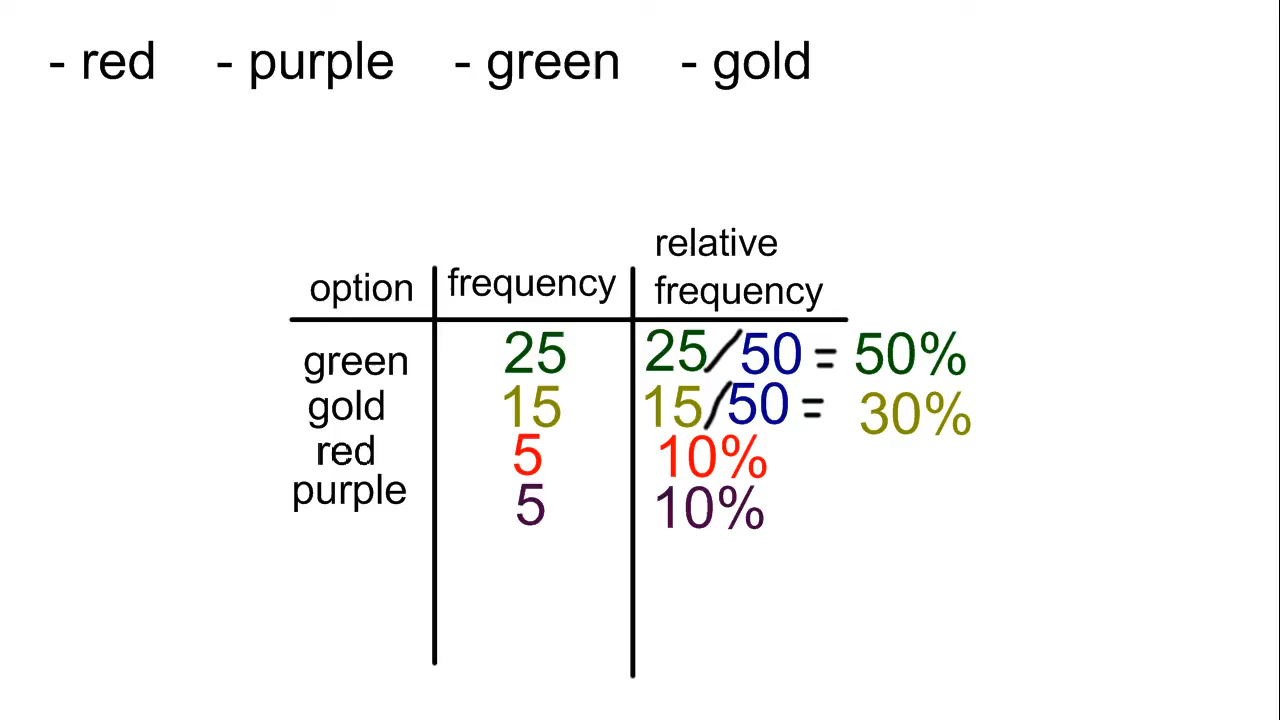 - red - purple - green - gold
option frequency relative frequency
green 25 25/50 = 50%
gold 15 15/50 = 30%
red 5 10%
purple 5 10%